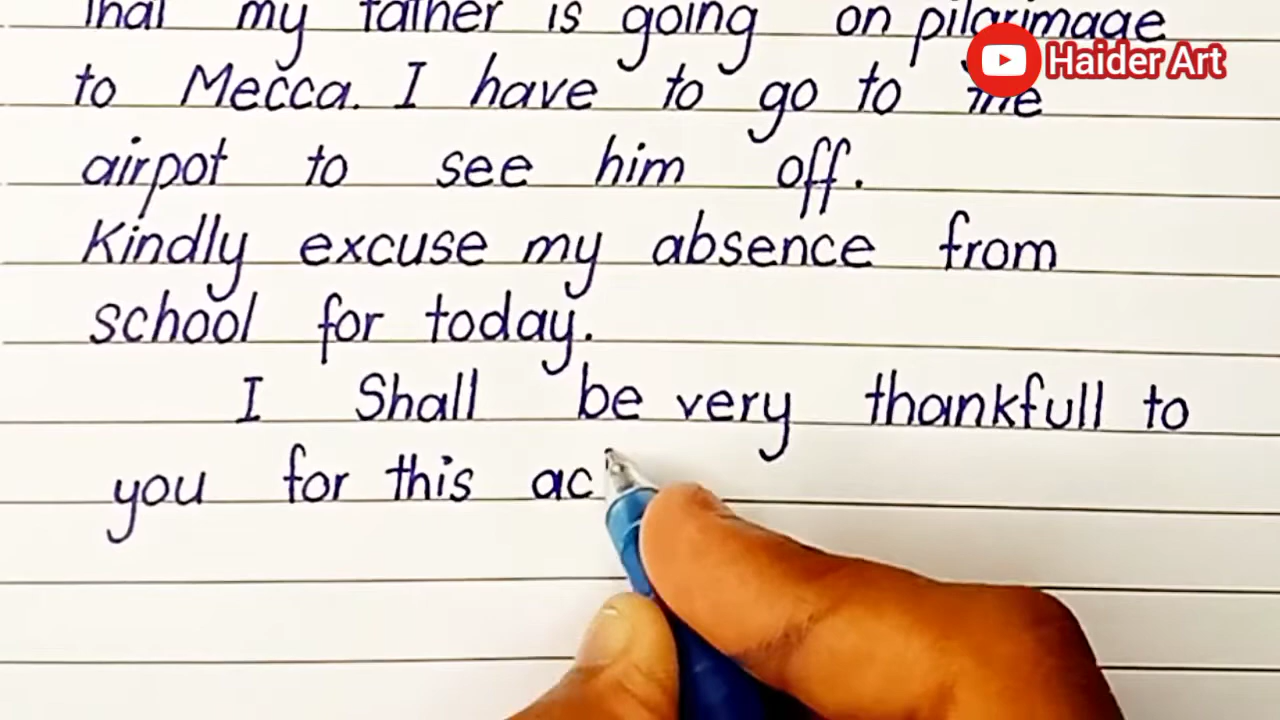 that my father is going on pilgrimage
Haider Art
to Mecca. I have to go to the
airpot to see him off.
Kindly excuse my absence from
school for today.
I Shall be very thankfull to
you for this ac